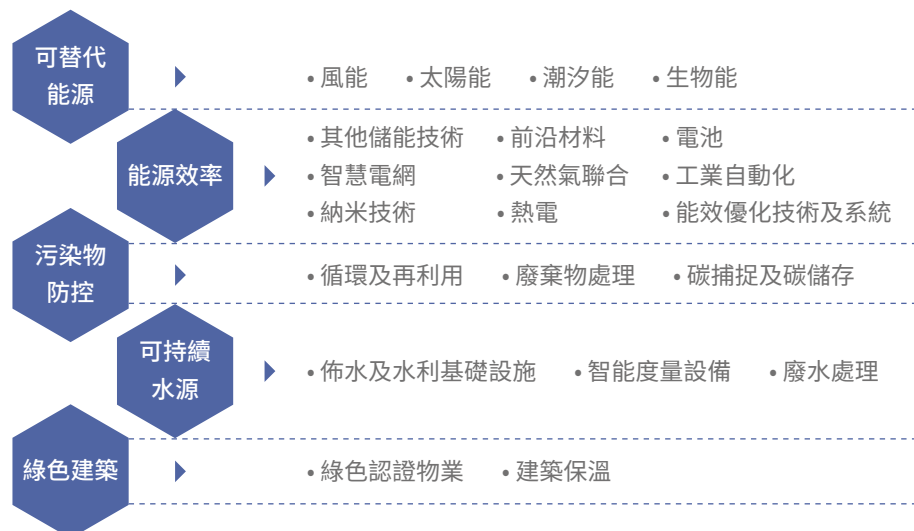 可替代
能源
• 風能 • 太陽能 • 潮汐能 • 生物能
能源效率
• 其他儲能技術 • 前沿材料 • 電池
• 智慧電網 • 天然氣聯合 • 工業自動化
• 納米技術 • 熱電 • 能效優化技術及系統
污染物
防控
• 循環及再利用 • 廢棄物處理 • 碳捕捉及碳儲存
可持續
水源
• 佈水及水利基礎設施 • 智能度量設備 • 廢水處理
綠色建築
• 綠色認證物業 • 建築保溫